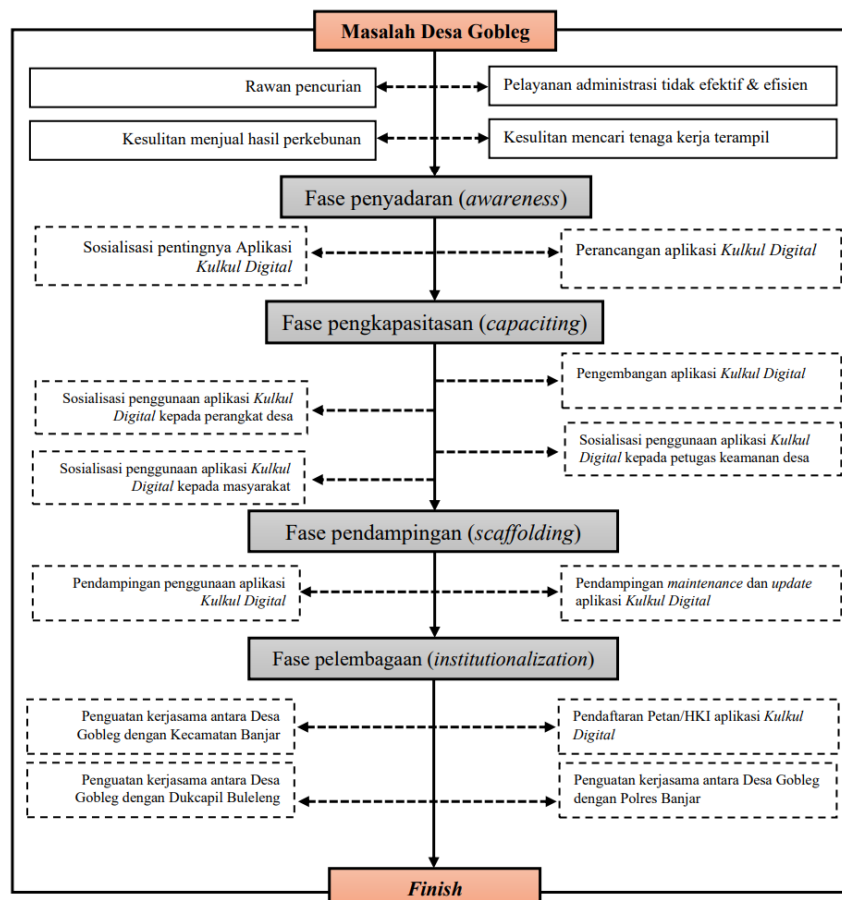 Masalah Desa Gobleg
Rawan pencurian
Pelayanan administrasi tidak efektif & efisien
Kesulitan menjual hasil perkebunan
Kesulitan mencari tenaga kerja terampil
Fase penyadaran (awareness)
Sosialisasi pentingnya Aplikasi
Kulkul Digital
Perancangan aplikasi Kulkul Digital
Fase pengkapasitasan (capaciting)
Pengembangan aplikasi Kulkul Digital
Sosialisasi penggunaan aplikasi Kulkul
Digital kepada perangkat desa
Sosialisasi penggunaan aplikasi Kulkul
Digital kepada petugas keamanan desa
Sosialisasi penggunaan aplikasi Kulkul
Digital kepada masyarakat
Fase pendampingan (scaffolding)
Pendampingan penggunaan aplikasi
Kulkul Digital
Pendampingan maintenance dan update
aplikasi Kulkul Digital
Fase pelembagaan (institutionalization)
Penguatan kerjasama antara Desa
Gobleg dengan Kecamatan Banjar
Pendaftaran Petan/HKI aplikasi Kulkul
Digital
Penguatan kerjasama antara Desa
Gobleg dengan Dukcapil Buleleng
Penguatan kerjasama antara Desa Gobleg
dengan Polres Banjar
Finish